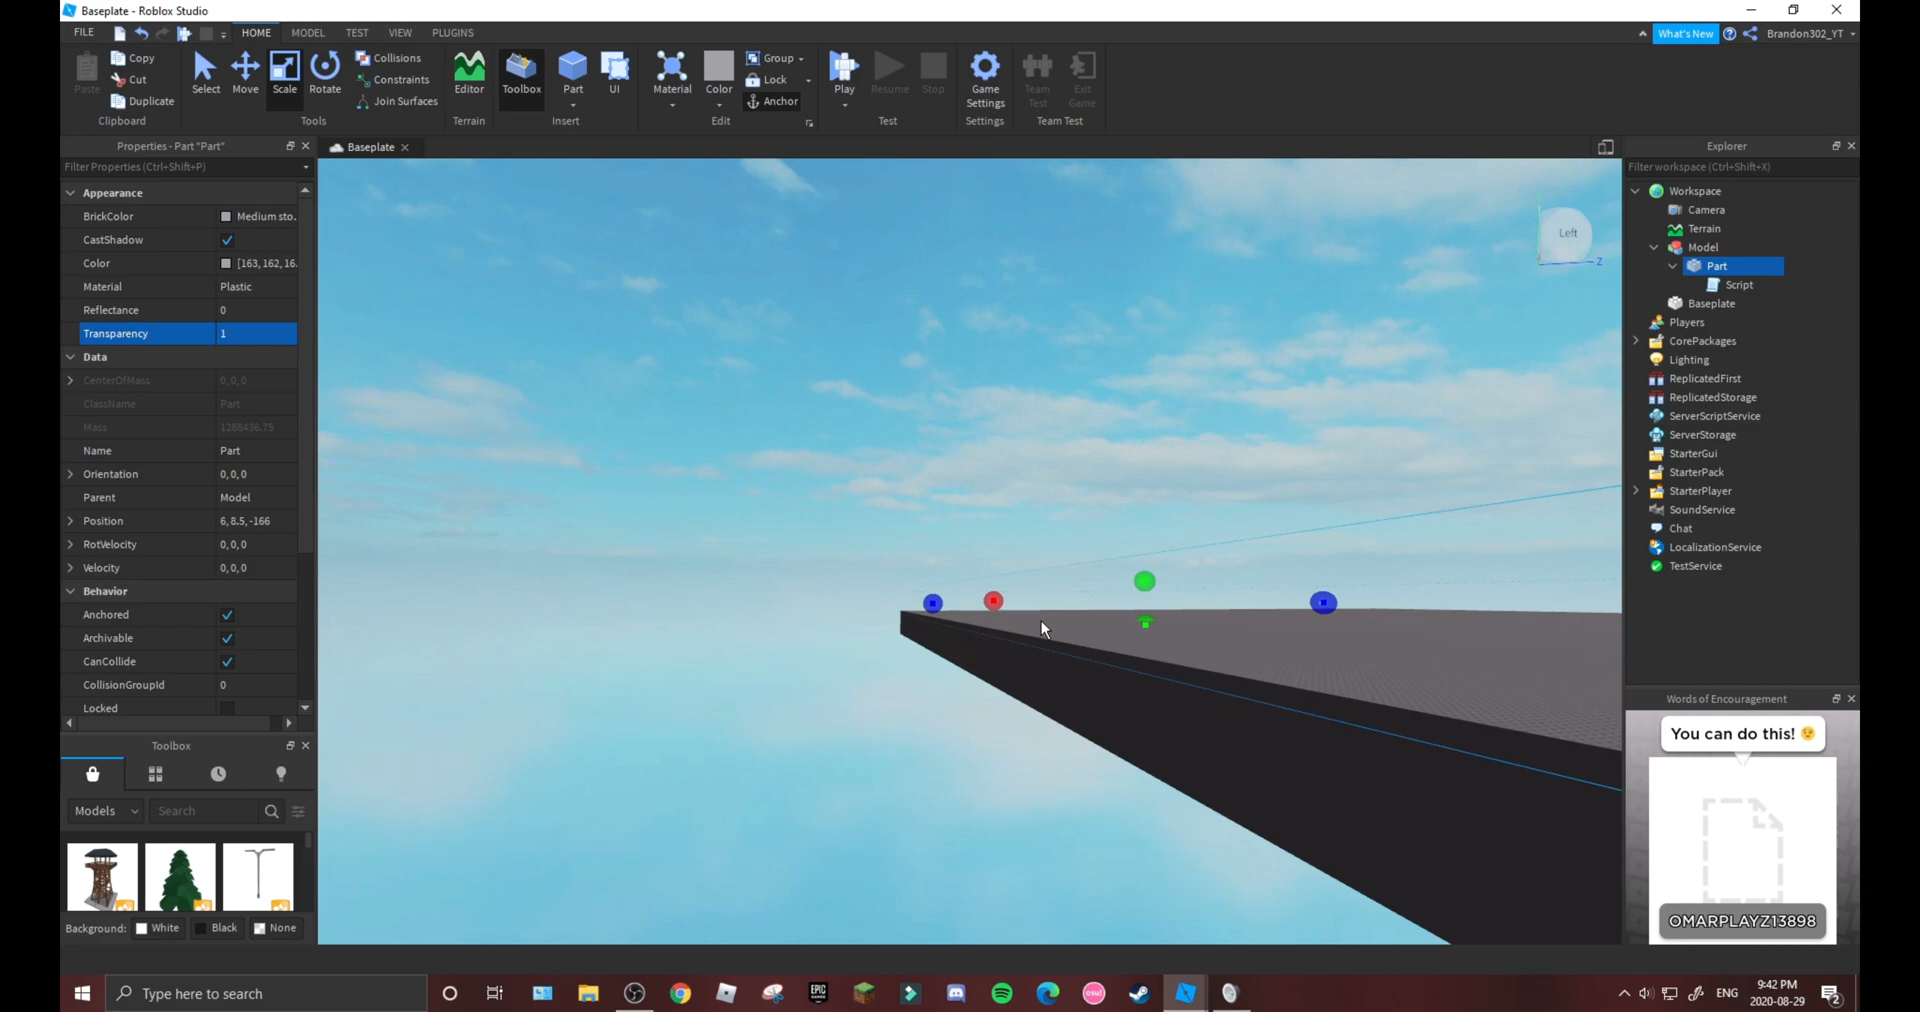 Baseplate - Roblox Studio
FILE
HOME
MODEL
TEST
VIEW
PLUGINS
What's New
Brandon302_YT
Paste
Copy
Cut
Duplicate
Clipboard
Select
Move
Scale
Rotate
Collisions
Constraints
Join Surfaces
Tools
Editor
Terrain
Toolbox
Part
UI
Insert
Material
Color
Group
Lock
Anchor
Edit
Play
Resume
Stop
Test
Game Settings
Settings
Team Test
Exit Game
Team Test
Properties - Part "Part"
Filter Properties (Ctrl+Shift+P)
Appearance
BrickColor Medium sto.
CastShadow
Color [163, 162, 16.
Material Plastic
Reflectance 0
Transparency 1
Data
CenterOfMass 0, 0, 0
ClassName Part
Mass 1288436.75
Name Part
Orientation 0, 0, 0
Parent Model
Position 6, 8.5, -166
RotVelocity 0, 0, 0
Velocity 0, 0, 0
Behavior
Anchored
Archivable
CanCollide
CollisionGroupId 0
Locked
Toolbox
Models
Search
Background: White Black None
Baseplate
Left
Z
Explorer
Filter workspace (Ctrl+Shift+X)
Workspace
Camera
Terrain
Model
Part
Script
Baseplate
Players
CorePackages
Lighting
ReplicatedFirst
ReplicatedStorage
ServerScriptService
ServerStorage
StarterGui
StarterPack
StarterPlayer
SoundService
Chat
LocalizationService
TestService
Words of Encouragement
You can do this! 😉
OMARPLAYZ13898
Type here to search
EPIC GAMES
osu!
ENG
9:42 PM
2020-08-29
2